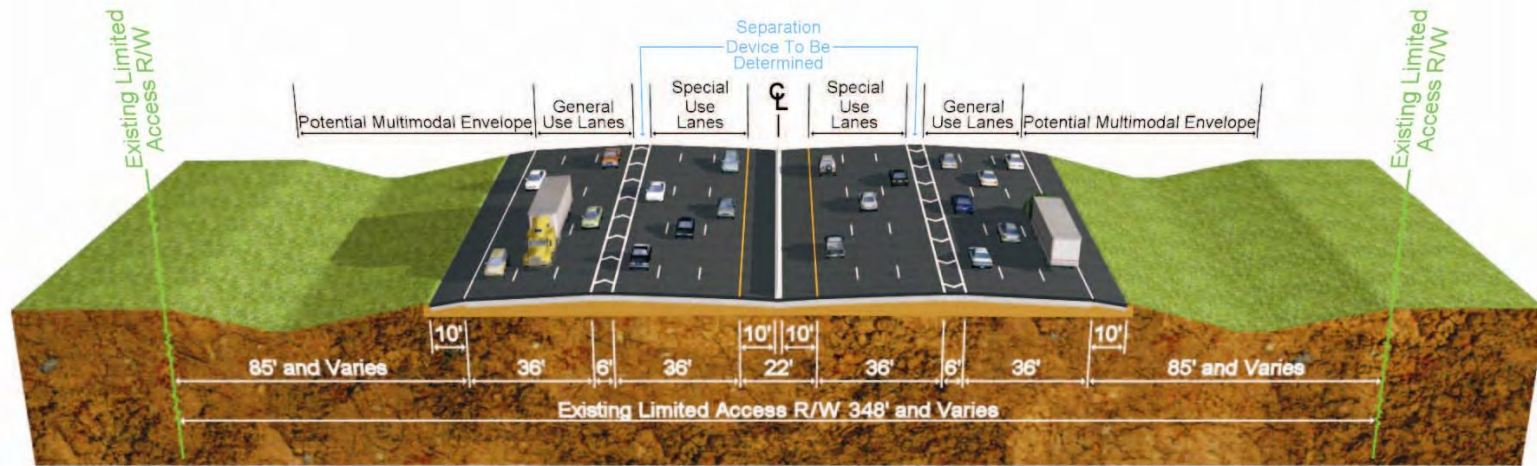 Existing Limited
Access R/W
Separation
Device To Be
Determined
Existing Limited
Access R/W
Potential Multimodal Envelope
General
Use Lanes
Special
Use
Lanes
℄
Special
Use
Lanes
General
Use Lanes
Potential Multimodal Envelope
10'
10'
10'
10'
85' and Varies
36'
6'
36'
22'
36'
6'
36'
85' and Varies
Existing Limited Access R/W 348' and Varies